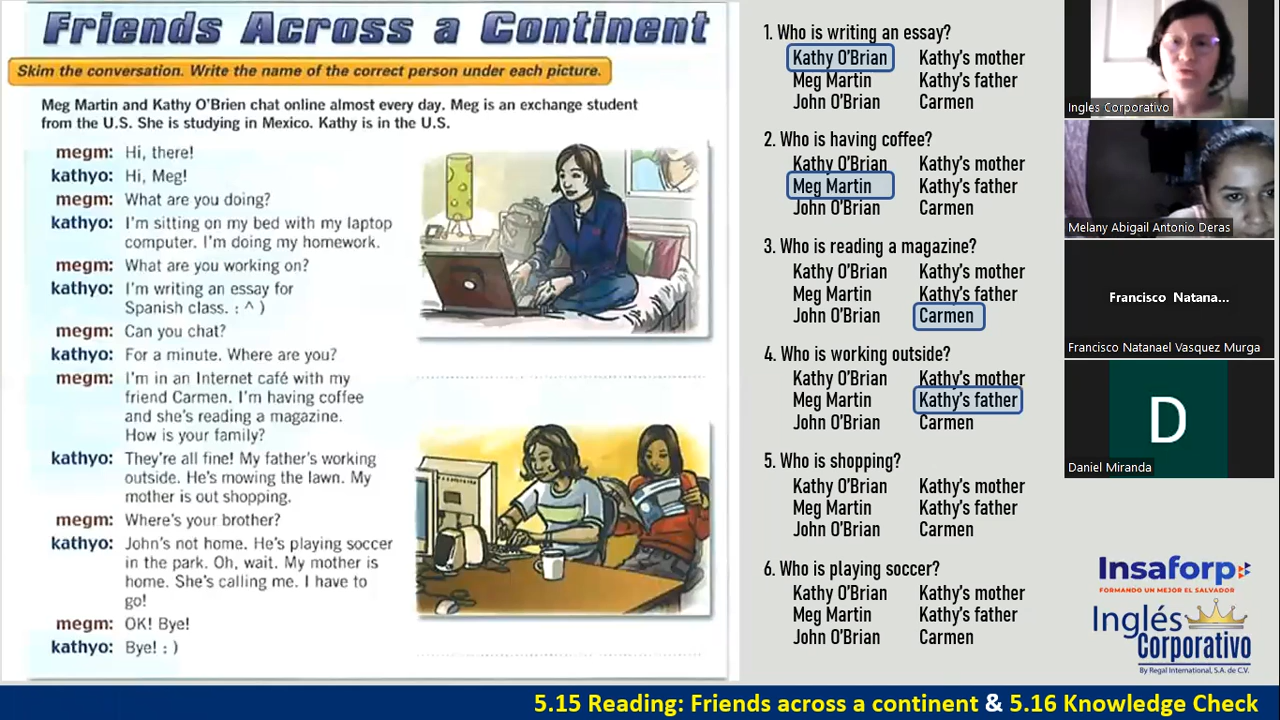 Friends Across a Continent
Skim the conversation. Write the name of the correct person under each picture.
Meg Martin and Kathy O'Brien chat online almost every day. Meg is an exchange student
from the U.S. She is studying in Mexico. Kathy is in the U.S.
megm: Hi, there!
kathyo: Hi, Meg!
megm: What are you doing?
kathyo: I'm sitting on my bed with my laptop
computer. I'm doing my homework.
megm: What are you working on?
kathyo: I'm writing an essay for
Spanish class. : ^ )
megm: Can you chat?
kathyo: For a minute. Where are you?
megm: I'm in an Internet café with my
friend Carmen. I'm having coffee
and she's reading a magazine.
How is your family?
kathyo: They're all fine! My father's working
outside. He's mowing the lawn. My
mother is out shopping.
megm: Where's your brother?
kathyo: John's not home. He's playing soccer
in the park. Oh, wait. My mother is
home. She's calling me. I have to
go!
megm: OK! Bye!
kathyo: Bye! : )
1. Who is writing an essay?
Kathy O'Brian Kathy's mother
Meg Martin Kathy's father
John O'Brian Carmen
2. Who is having coffee?
Kathy O'Brian Kathy's mother
Meg Martin Kathy's father
John O'Brian Carmen
3. Who is reading a magazine?
Kathy O'Brian Kathy's mother
Meg Martin Kathy's father
John O'Brian Carmen
4. Who is working outside?
Kathy O'Brian Kathy's mother
Meg Martin Kathy's father
John O'Brian Carmen
5. Who is shopping?
Kathy O'Brian Kathy's mother
Meg Martin Kathy's father
John O'Brian Carmen
6. Who is playing soccer?
Kathy O'Brian Kathy's mother
Meg Martin Kathy's father
John O'Brian Carmen
Ingles Corporativo
Melany Abigail Antonio Deras
Francisco Natana...
Francisco Natanael Vasquez Murga
D
Daniel Miranda
Insaforp
FORMANDO UN MEJOR EL SALVADOR
Inglés
Corporativo
By Regal International, S.A. de C.V.
5.15 Reading: Friends across a continent & 5.16 Knowledge Check